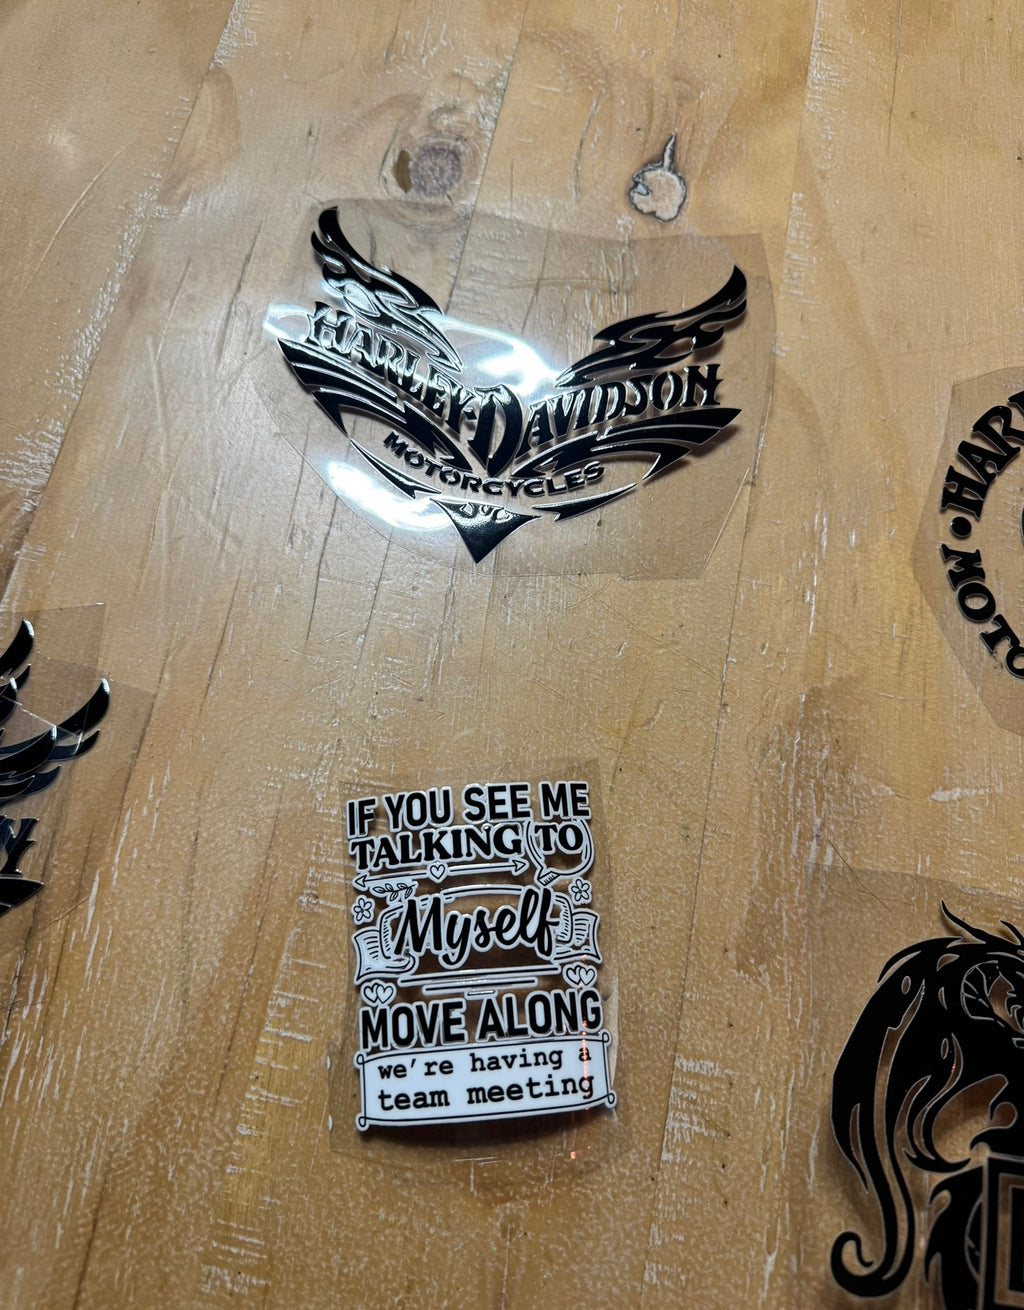 HARLEY-DAVIDSON
MOTORCYCLES
IF YOU SEE ME
TALKING TO
Myself
MOVE ALONG
we're having a
team meeting